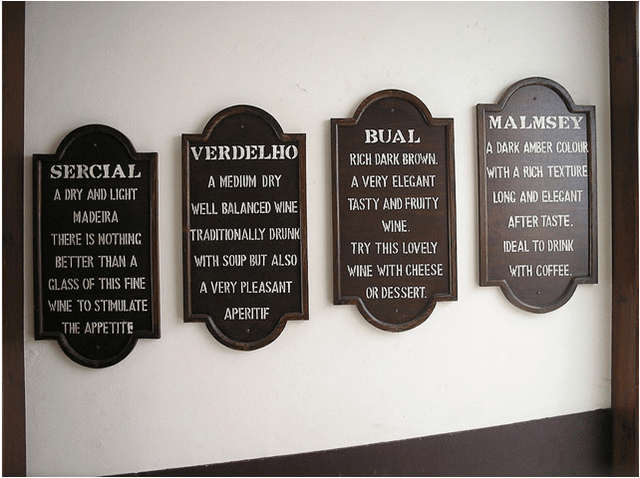 SERCIAL
A DRY AND LIGHT
MADEIRA
THERE IS NOTHING
BETTER THAN A
GLASS OF THIS FINE
WINE TO STIMULATE
THE APPETITE
VERDELHO
A MEDIUM DRY
WELL BALANCED WINE
TRADITIONALLY DRUNK
WITH SOUP BUT ALSO
A VERY PLEASANT
APERITIF
BUAL
RICH DARK BROWN.
A VERY ELEGANT
TASTY AND FRUITY
WINE.
TRY THIS LOVELY
WINE WITH CHEESE
OR DESSERT.
MALMSEY
A DARK AMBER COLOUR
WITH A RICH TEXTURE
LONG AND ELEGANT
AFTER TASTE.
IDEAL TO DRINK
WITH COFFEE.